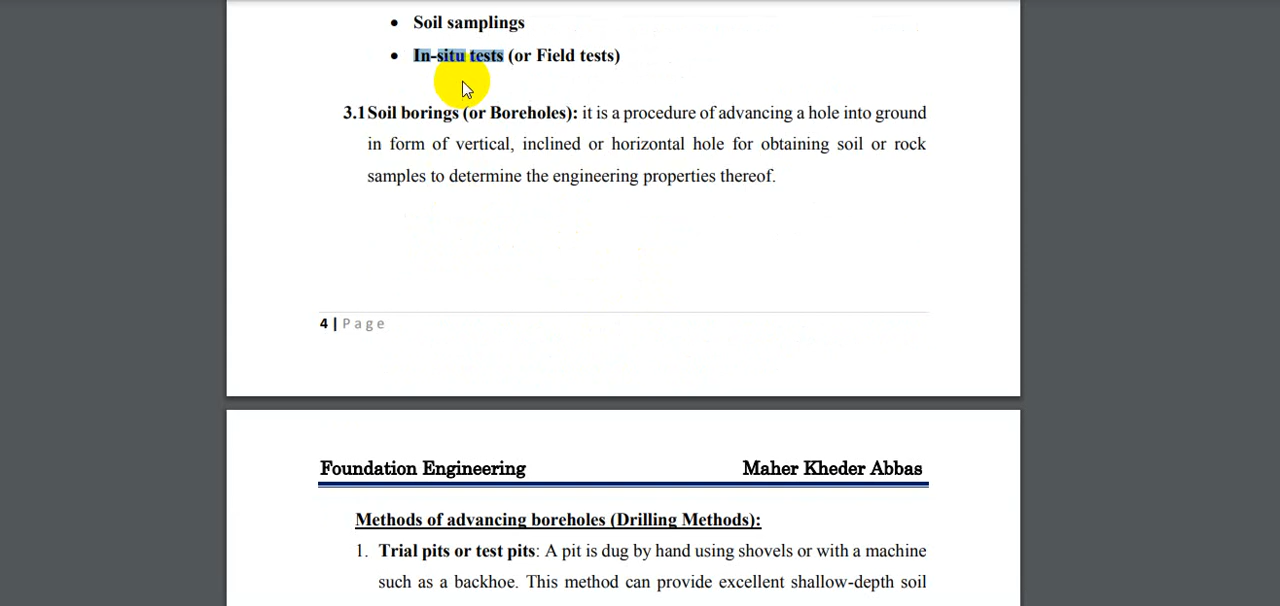 • Soil samplings
• In-situ tests (or Field tests)
3.1 Soil borings (or Boreholes): it is a procedure of advancing a hole into ground
in form of vertical, inclined or horizontal hole for obtaining soil or rock
samples to determine the engineering properties thereof.
4 | Page
Foundation Engineering Maher Kheder Abbas
Methods of advancing boreholes (Drilling Methods):
1. Trial pits or test pits: A pit is dug by hand using shovels or with a machine
such as a backhoe. This method can provide excellent shallow-depth soil